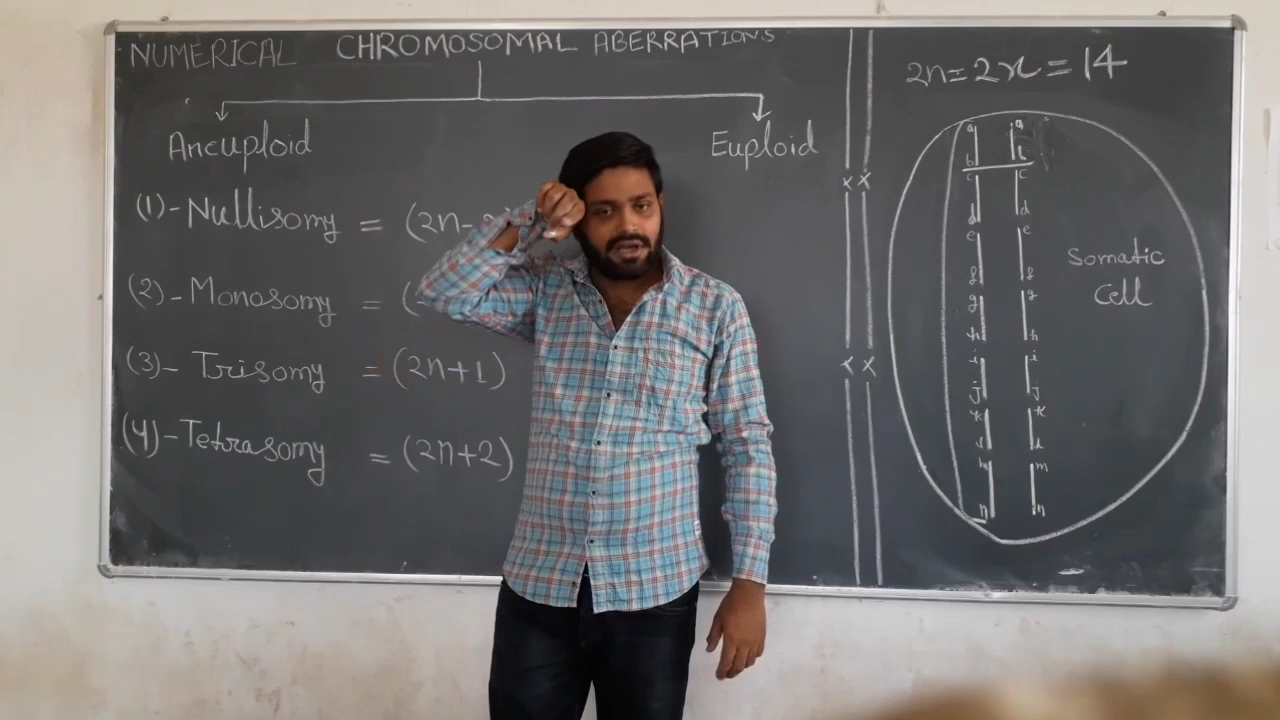 NUMERICAL CHROMOSOMAL ABERRATIONS
Aneuploid
Euploid
(1)-Nullisomy = (2n-
(2)-Monosomy = (
(3)-Trisomy = (2n+1)
(4)-Tetrasomy = (2n+2)
2n=2x=14
a a
b b
c c
d d
e e
f f
g g
h h
i i
j j
k k
l l
m m
n n
Somatic
Cell